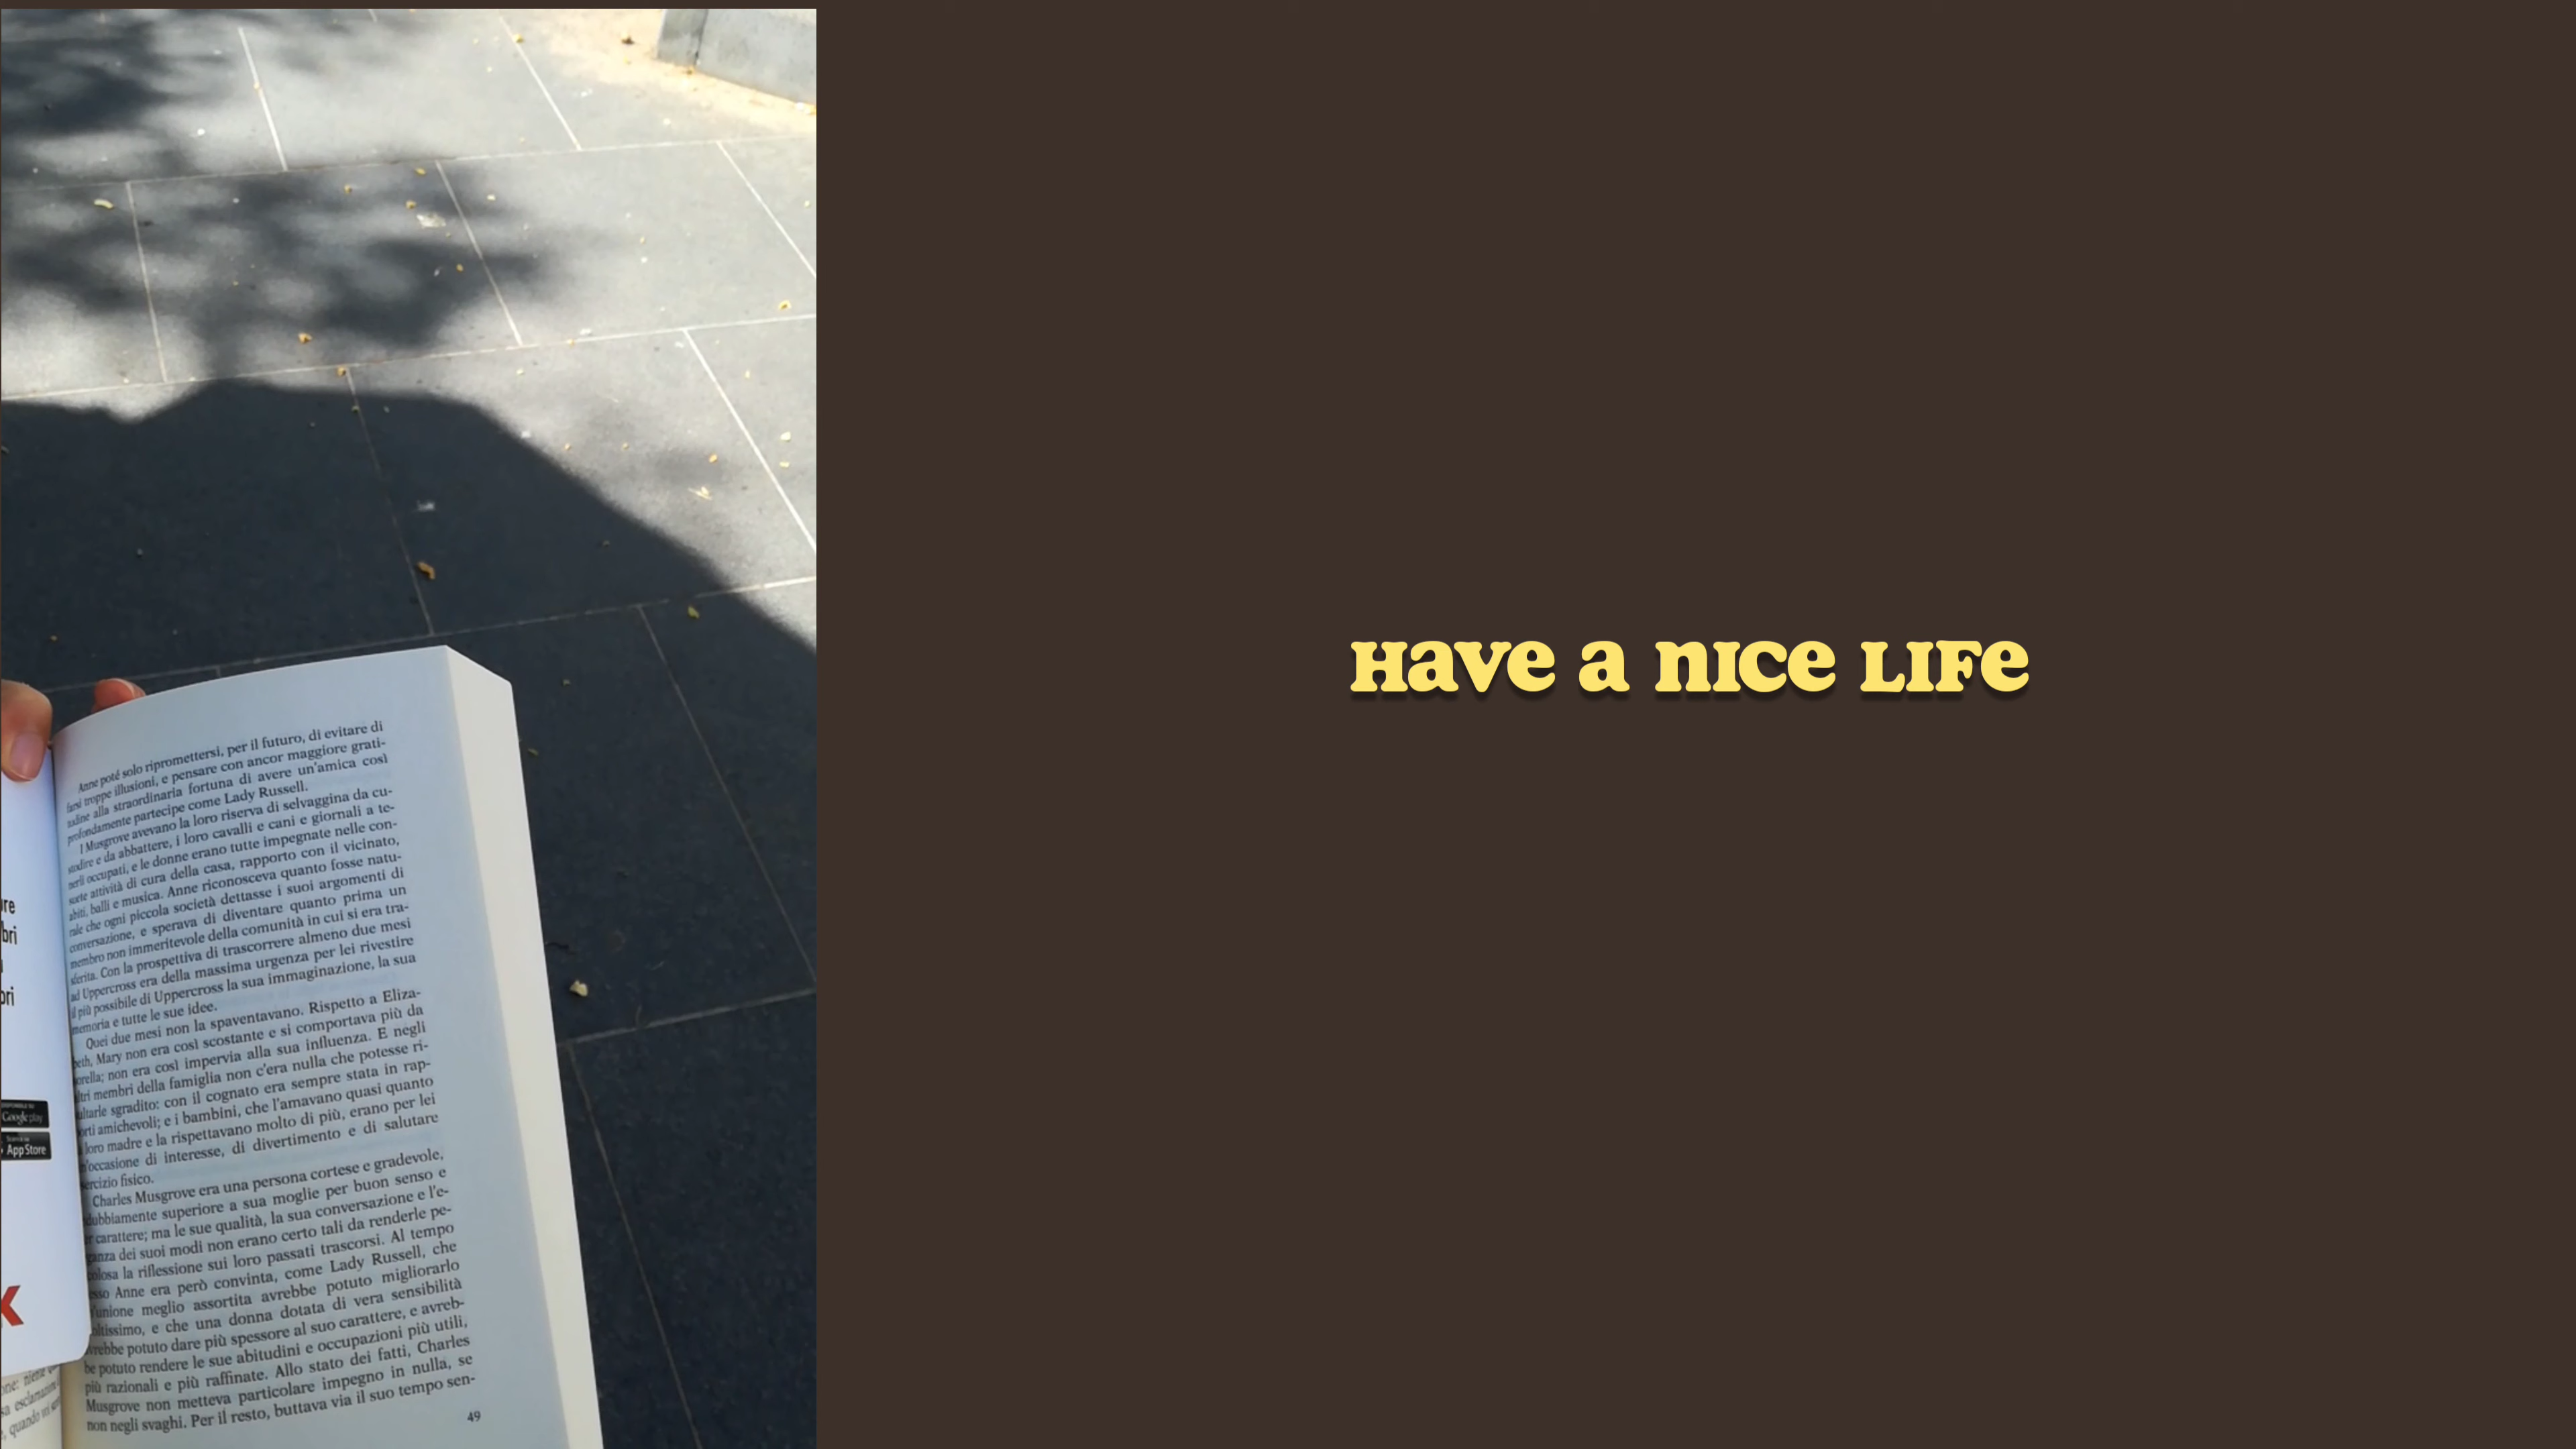 Anne poté solo ripromettersi, per il futuro, di evitare di
farsi troppe illusioni, e pensare con ancor maggiore grati-
tudine alla straordinaria fortuna di avere un'amica così
profondamente partecipe come Lady Russell.
I Musgrove avevano la loro riserva di selvaggina da cu-
stodire e da abbattere, i loro cavalli e cani e giornali a te-
nerli occupati, e le donne erano tutte impegnate nelle con-
suete attività di cura della casa, rapporto con il vicinato,
abiti, balli e musica. Anne riconosceva quanto fosse natu-
rale che ogni piccola società dettasse i suoi argomenti di
conversazione, e sperava di diventare quanto prima un
membro non immeritevole della comunità in cui si era tra-
sferita. Con la prospettiva di trascorrere almeno due mesi
ad Uppercross era della massima urgenza per lei rivestire
il più possibile di Uppercross la sua immaginazione, la sua
memoria e tutte le sue idee.
Quei due mesi non la spaventavano. Rispetto a Eliza-
beth, Mary non era così scostante e si comportava più da
orella; non era così impervia alla sua influenza. E negli
ltri membri della famiglia non c'era nulla che potesse ri-
ultarle sgradito: con il cognato era sempre stata in rap-
orti amichevoli; e i bambini, che l'amavano quasi quanto
loro madre e la rispettavano molto di più, erano per lei
n'occasione di interesse, di divertimento e di salutare
ercizio fisico.
Charles Musgrove era una persona cortese e gradevole,
dubbiamente superiore a sua moglie per buon senso e
er carattere; ma le sue qualità, la sua conversazione e l'e-
ganza dei suoi modi non erano certo tali da renderle pe-
colosa la riflessione sui loro passati trascorsi. Al tempo
esso Anne era però convinta, come Lady Russell, che
n'unione meglio assortita avrebbe potuto migliorarlo
oltissimo, e che una donna dotata di vera sensibilità
vrebbe potuto dare più spessore al suo carattere, e avreb-
be potuto rendere le sue abitudini e occupazioni più utili,
più razionali e più raffinate. Allo stato dei fatti, Charles
Musgrove non metteva particolare impegno in nulla, se
non negli svaghi. Per il resto, buttava via il suo tempo sen-
49
Google play
App Store
Have a nice life